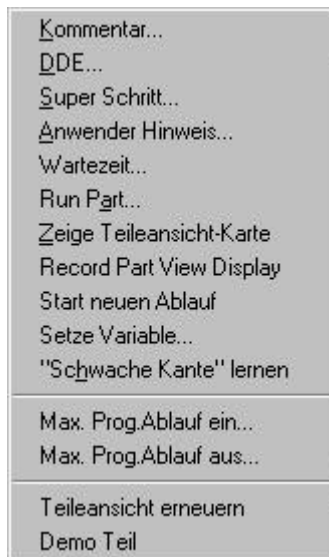 Kommentar...
DDE...
Super Schritt...
Anwender Hinweis...
Wartezeit...
Run Part...
Zeige Teileansicht-Karte
Record Part View Display
Start neuen Ablauf
Setze Variable...
"Schwache Kante" lernen
Max. Prog.Ablauf ein...
Max. Prog.Ablauf aus...
Teileansicht erneuern
Demo Teil